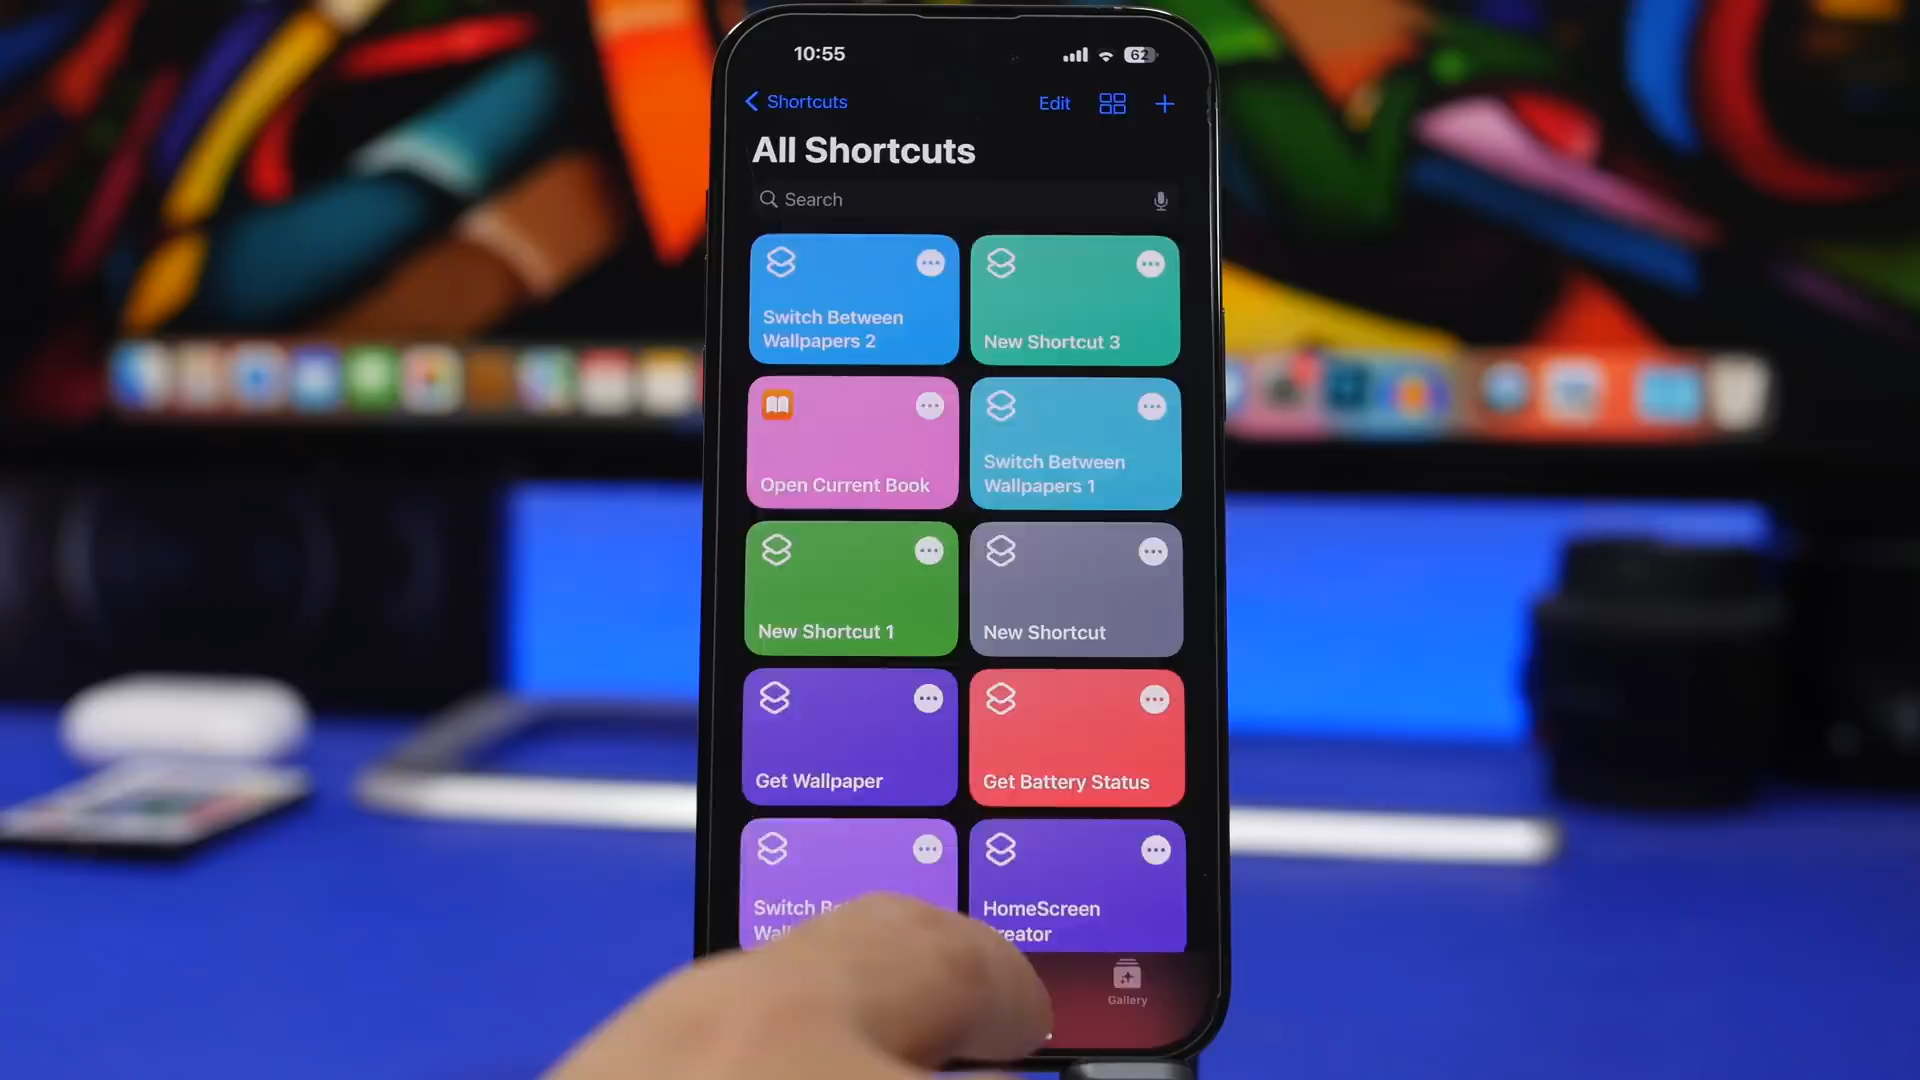 10:55
62
Shortcuts
Edit
All Shortcuts
Search
Switch Between
Wallpapers 2
New Shortcut 3
Open Current Book
Switch Between
Wallpapers 1
New Shortcut 1
New Shortcut
Get Wallpaper
Get Battery Status
Switch
HomeScreen
Gallery